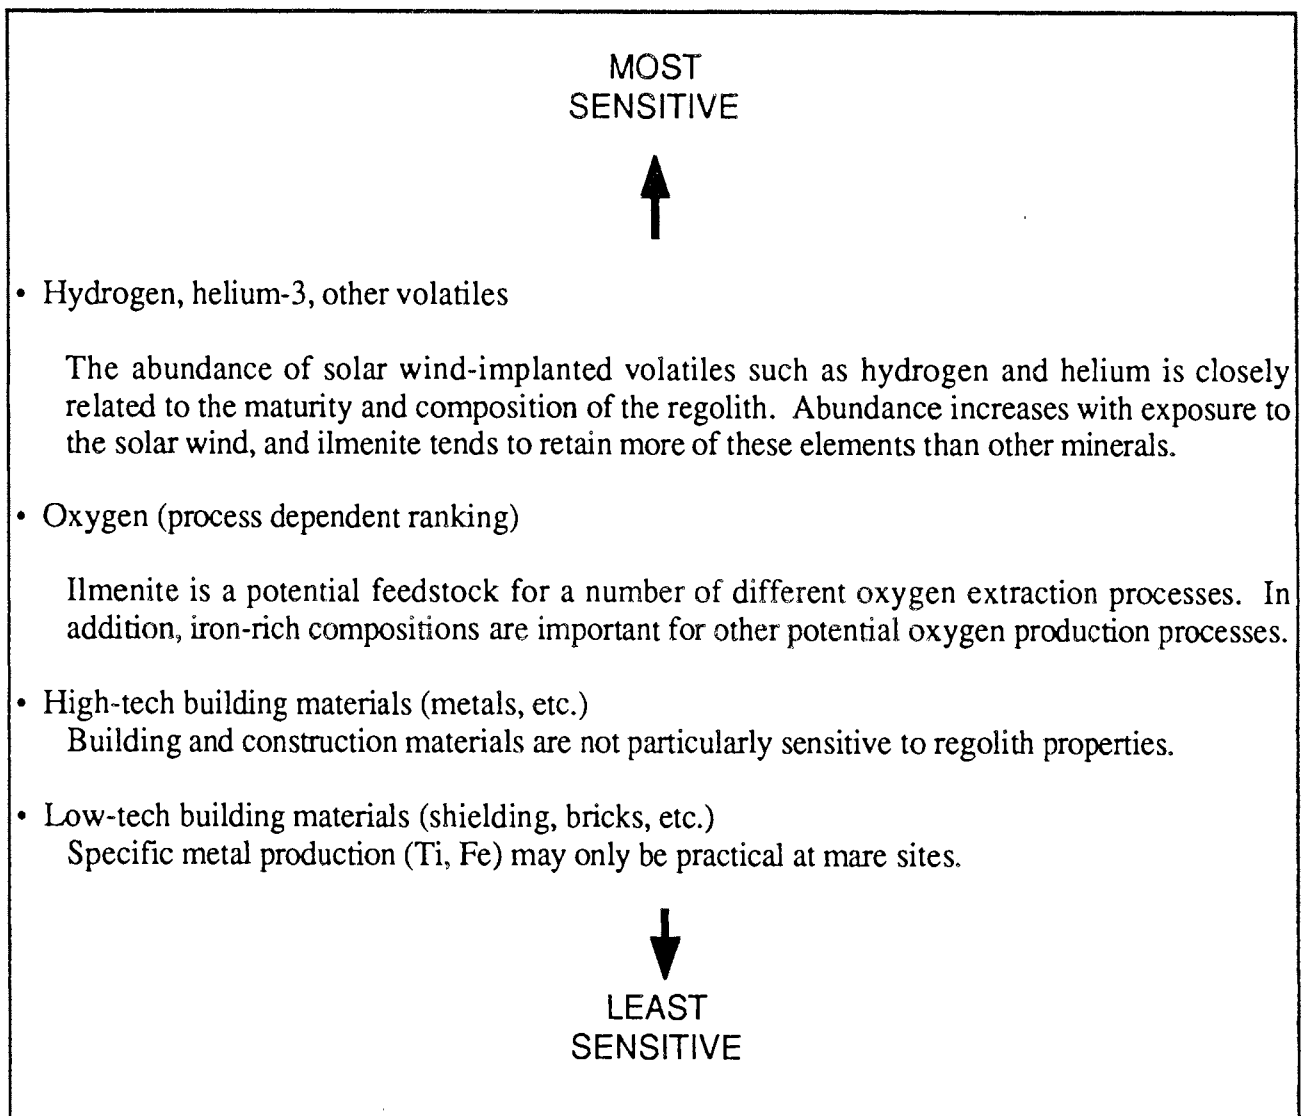 MOST
SENSITIVE
• Hydrogen, helium-3, other volatiles
The abundance of solar wind-implanted volatiles such as hydrogen and helium is closely
related to the maturity and composition of the regolith. Abundance increases with exposure to
the solar wind, and ilmenite tends to retain more of these elements than other minerals.
• Oxygen (process dependent ranking)
Ilmenite is a potential feedstock for a number of different oxygen extraction processes. In
addition, iron-rich compositions are important for other potential oxygen production processes.
• High-tech building materials (metals, etc.)
Building and construction materials are not particularly sensitive to regolith properties.
• Low-tech building materials (shielding, bricks, etc.)
Specific metal production (Ti, Fe) may only be practical at mare sites.
LEAST
SENSITIVE